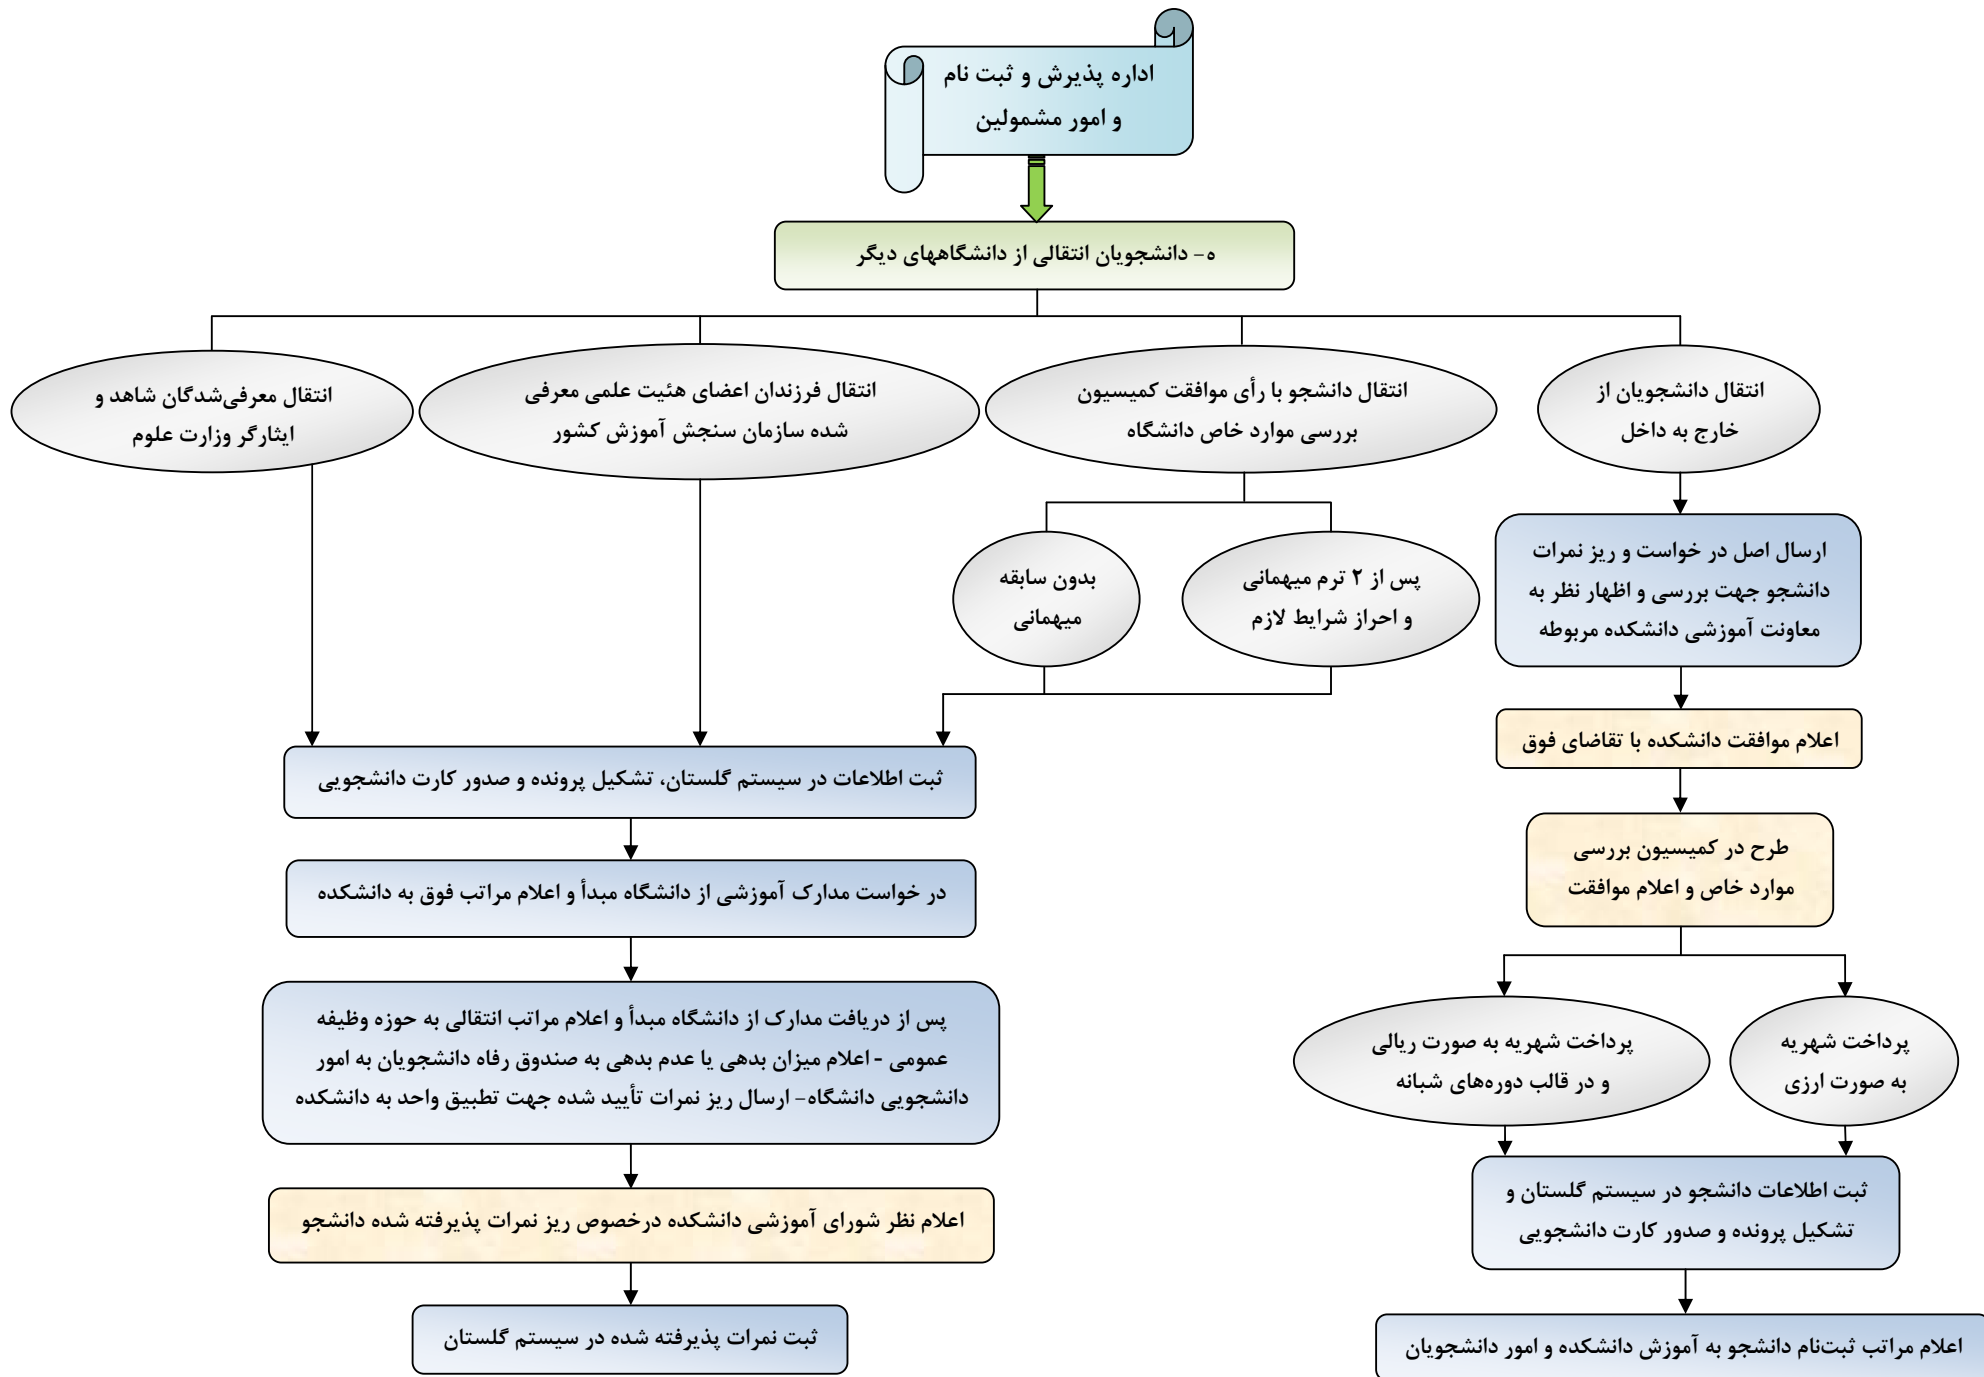 اداره پذیرش و ثبت نام
و امور مشمولین
ه- دانشجویان انتقالی از دانشگاههای دیگر
انتقال دانشجویان از
خارج به داخل
انتقال دانشجو با رأی موافقت کمیسیون
بررسی موارد خاص دانشگاه
انتقال فرزندان اعضای هئیت علمی معرفی
شده سازمان سنجش آموزش کشور
انتقال معرفی‌شدگان شاهد و
ایثارگر وزارت علوم
ارسال اصل در خواست و ریز نمرات
دانشجو جهت بررسی و اظهار نظر به
معاونت آموزشی دانشکده مربوطه
پس از ۲ ترم میهمانی
و احراز شرایط لازم
بدون سابقه
میهمانی
اعلام موافقت دانشکده با تقاضای فوق
طرح در کمیسیون بررسی
موارد خاص و اعلام موافقت
پرداخت شهریه
به صورت ارزی
پرداخت شهریه به صورت ریالی
و در قالب دوره‌های شبانه
ثبت اطلاعات دانشجو در سیستم گلستان و
تشکیل پرونده و صدور کارت دانشجویی
اعلام مراتب ثبت‌نام دانشجو به آموزش دانشکده و امور دانشجویان
ثبت اطلاعات در سیستم گلستان، تشکیل پرونده و صدور کارت دانشجویی
در خواست مدارک آموزشی از دانشگاه مبدأ و اعلام مراتب فوق به دانشکده
پس از دریافت مدارک از دانشگاه مبدأ و اعلام مراتب انتقالی به حوزه وظیفه
عمومی - اعلام میزان بدهی یا عدم بدهی به صندوق رفاه دانشجویان به امور
دانشجویی دانشگاه- ارسال ریز نمرات تأیید شده جهت تطبیق واحد به دانشکده
اعلام نظر شورای آموزشی دانشکده درخصوص ریز نمرات پذیرفته شده دانشجو
ثبت نمرات پذیرفته شده در سیستم گلستان